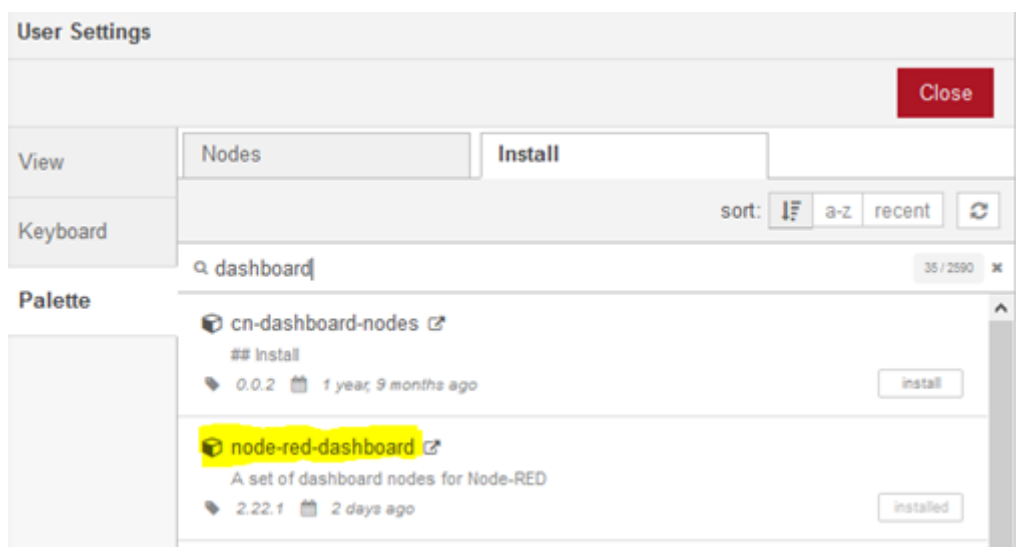 User Settings
Close
View
Nodes
Install
sort: a-z recent
Keyboard
dashboard
35 / 2590
Palette
cn-dashboard-nodes
## Install
0.0.2 1 year, 9 months ago
install
node-red-dashboard
A set of dashboard nodes for Node-RED
2.22.1 2 days ago
installed